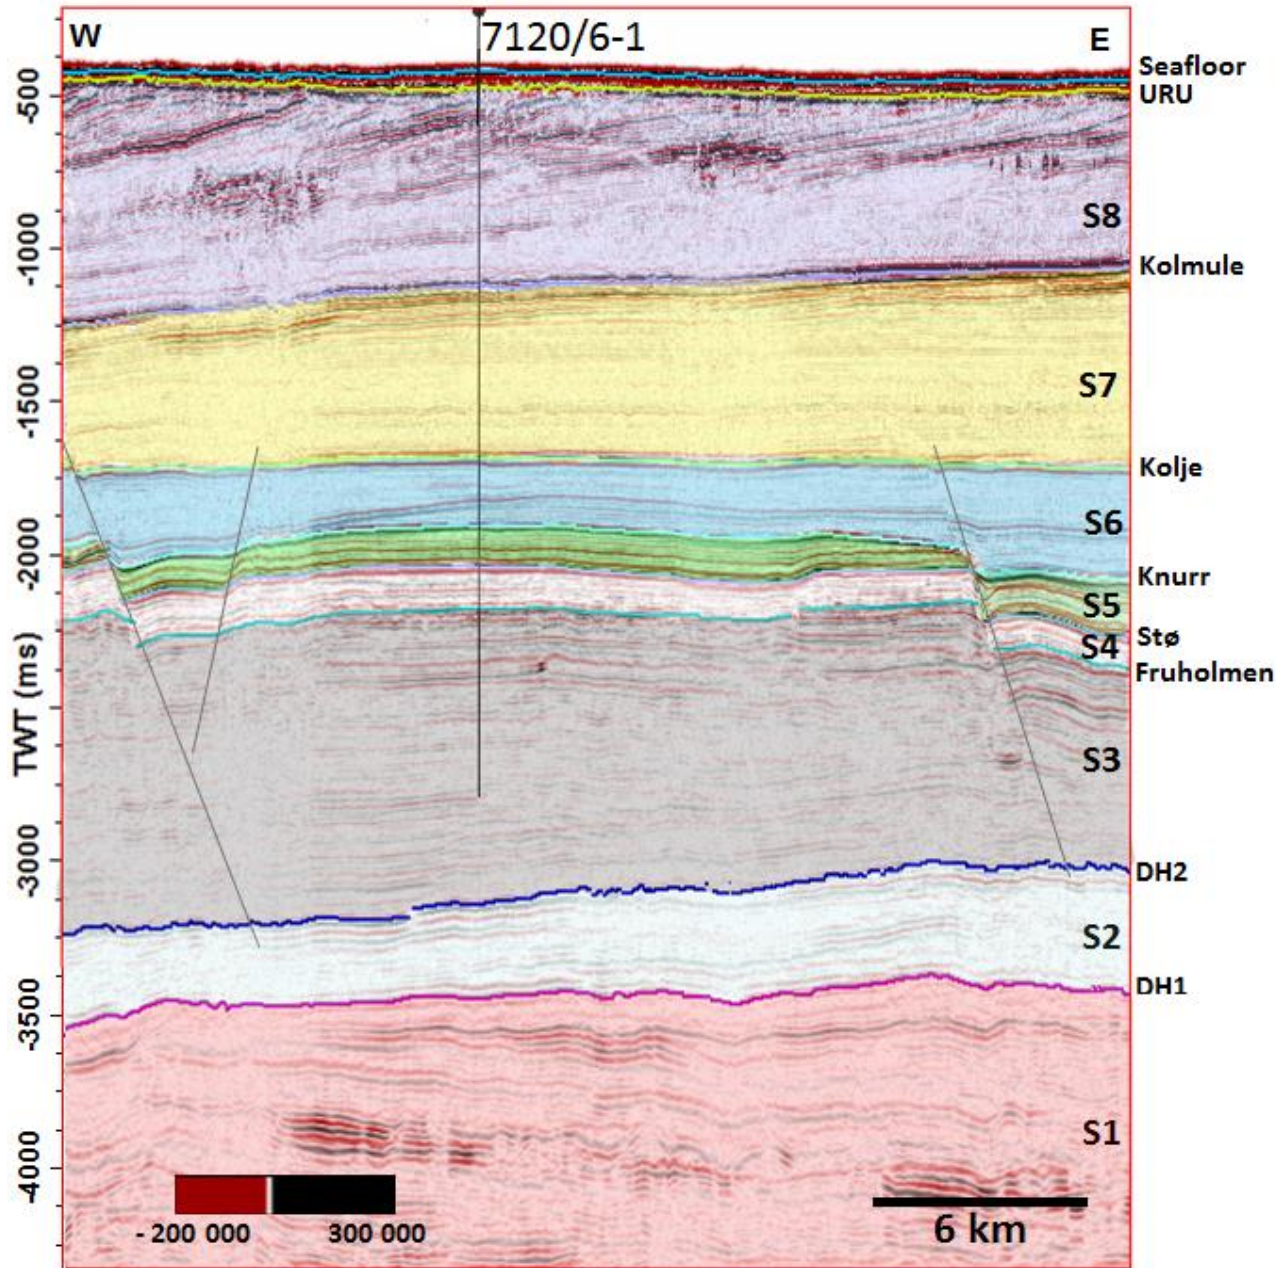 W
7120/6-1
E
Seafloor
URU
-500
S8
-1000
Kolmule
S7
-1500
Kolje
S6
-2000
Knurr
S5
Stø
S4
Fruholmen
TWT (ms)
S3
-3000
DH2
S2
DH1
-3500
S1
-4000
- 200 000
300 000
6 km